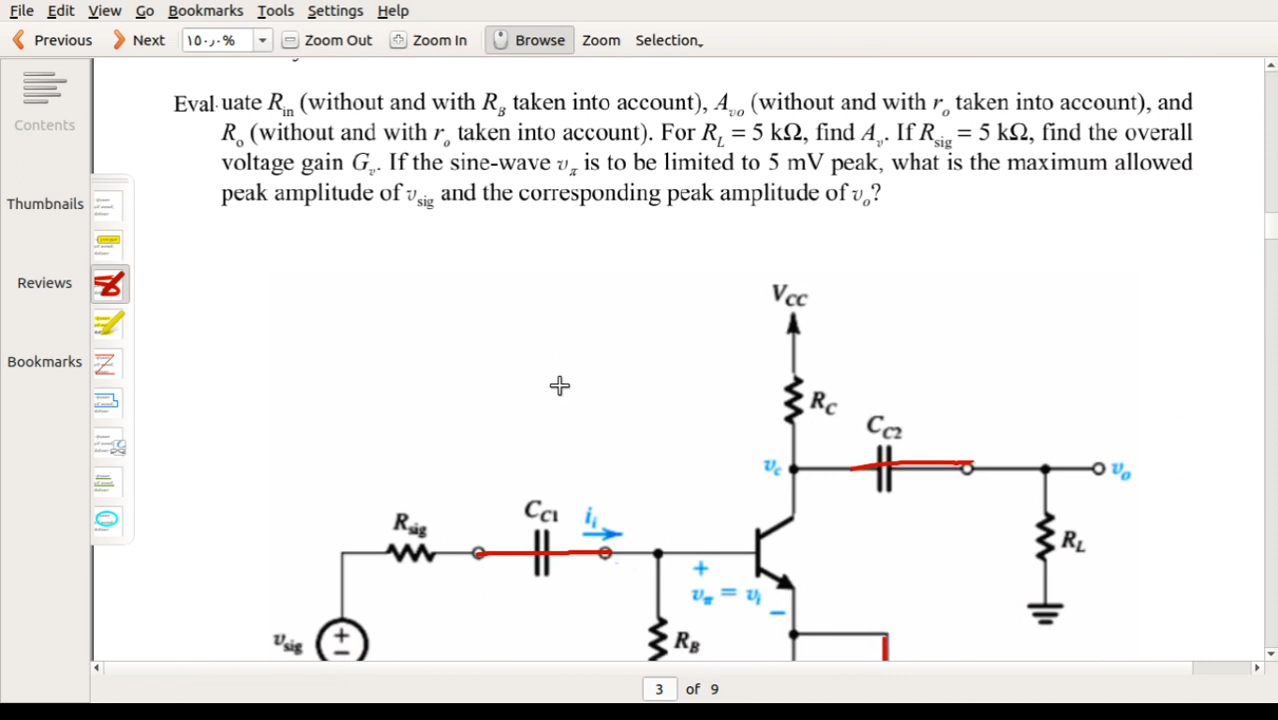 File Edit View Go Bookmarks Tools Settings Help
Previous Next ١٥٠٫٠% Zoom Out Zoom In Browse Zoom Selection
Contents
Thumbnails
Reviews
Bookmarks
Evaluate R_in (without and with R_B taken into account), A_vo (without and with r_o taken into account), and
R_o (without and with r_o taken into account). For R_L = 5 kΩ, find A_v. If R_sig = 5 kΩ, find the overall
voltage gain G_v. If the sine-wave v_π is to be limited to 5 mV peak, what is the maximum allowed
peak amplitude of v_sig and the corresponding peak amplitude of v_o?
V_CC
R_C
C_C2
v_c
v_o
C_C1
i_i
R_sig
R_L
+
v_π = v_i
−
v_sig
+
−
R_B
3 of 9